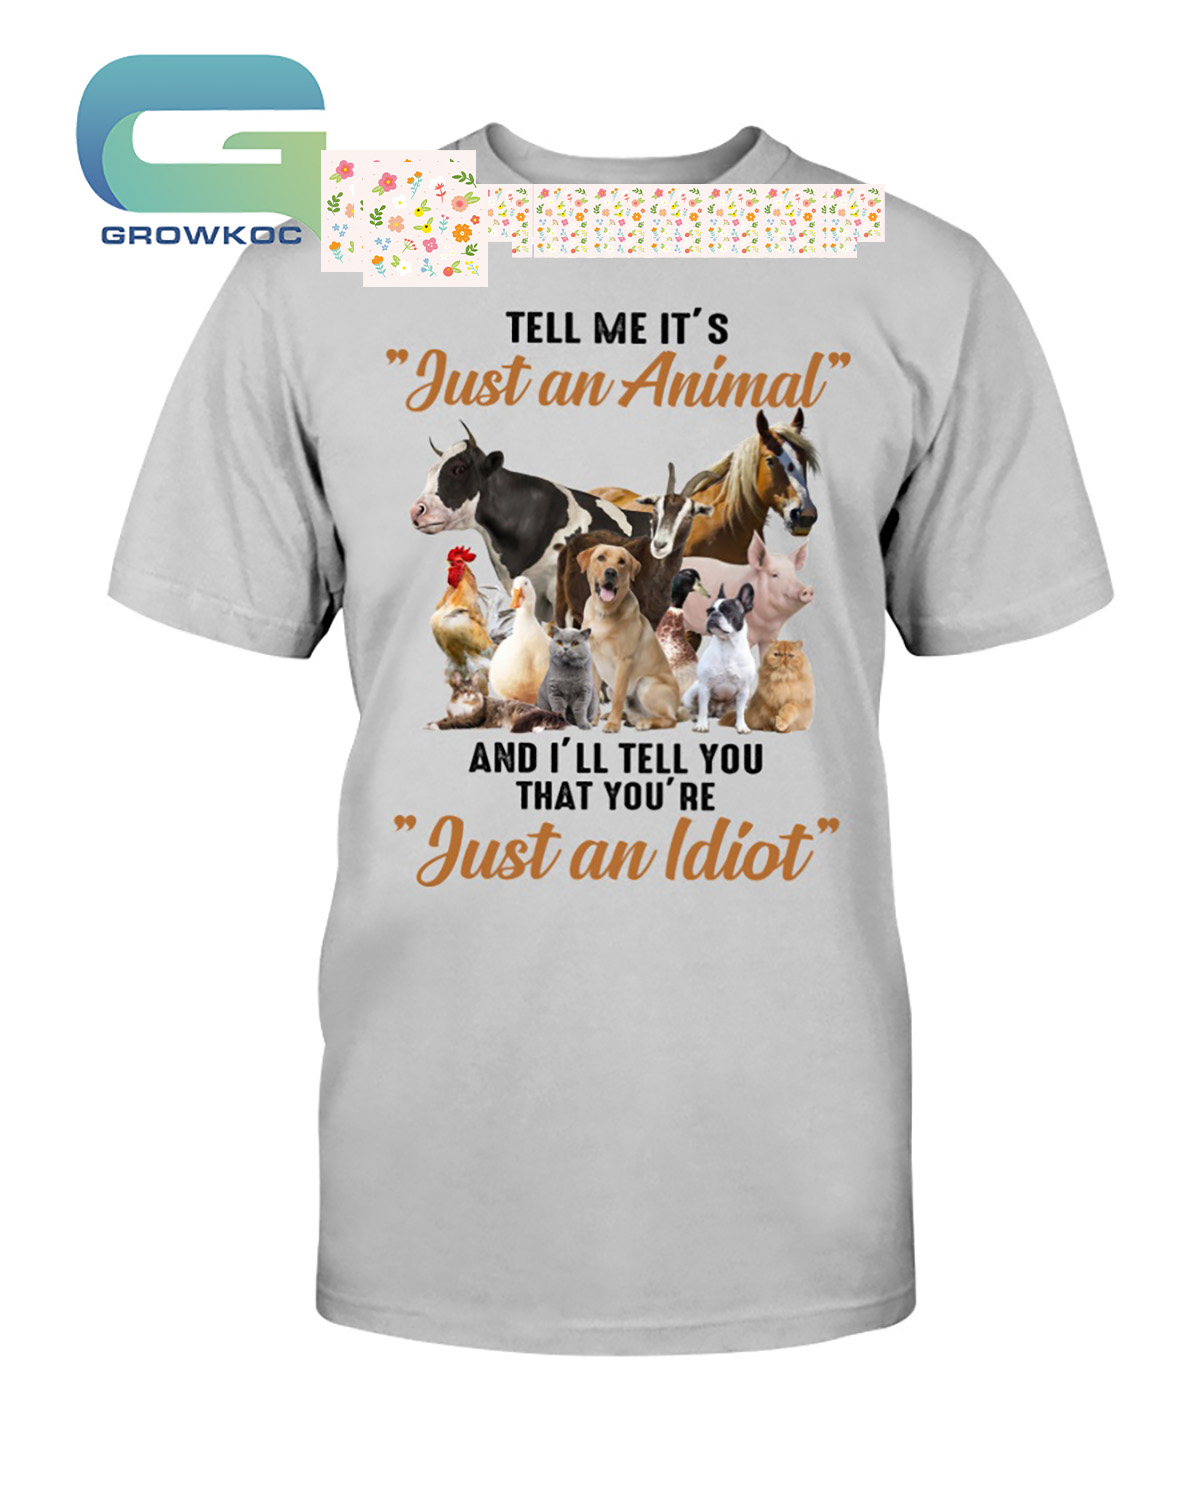 GROWKOC
TELL ME IT'S
"Just an Animal"
AND I'LL TELL YOU
THAT YOU'RE
"Just an Idiot"